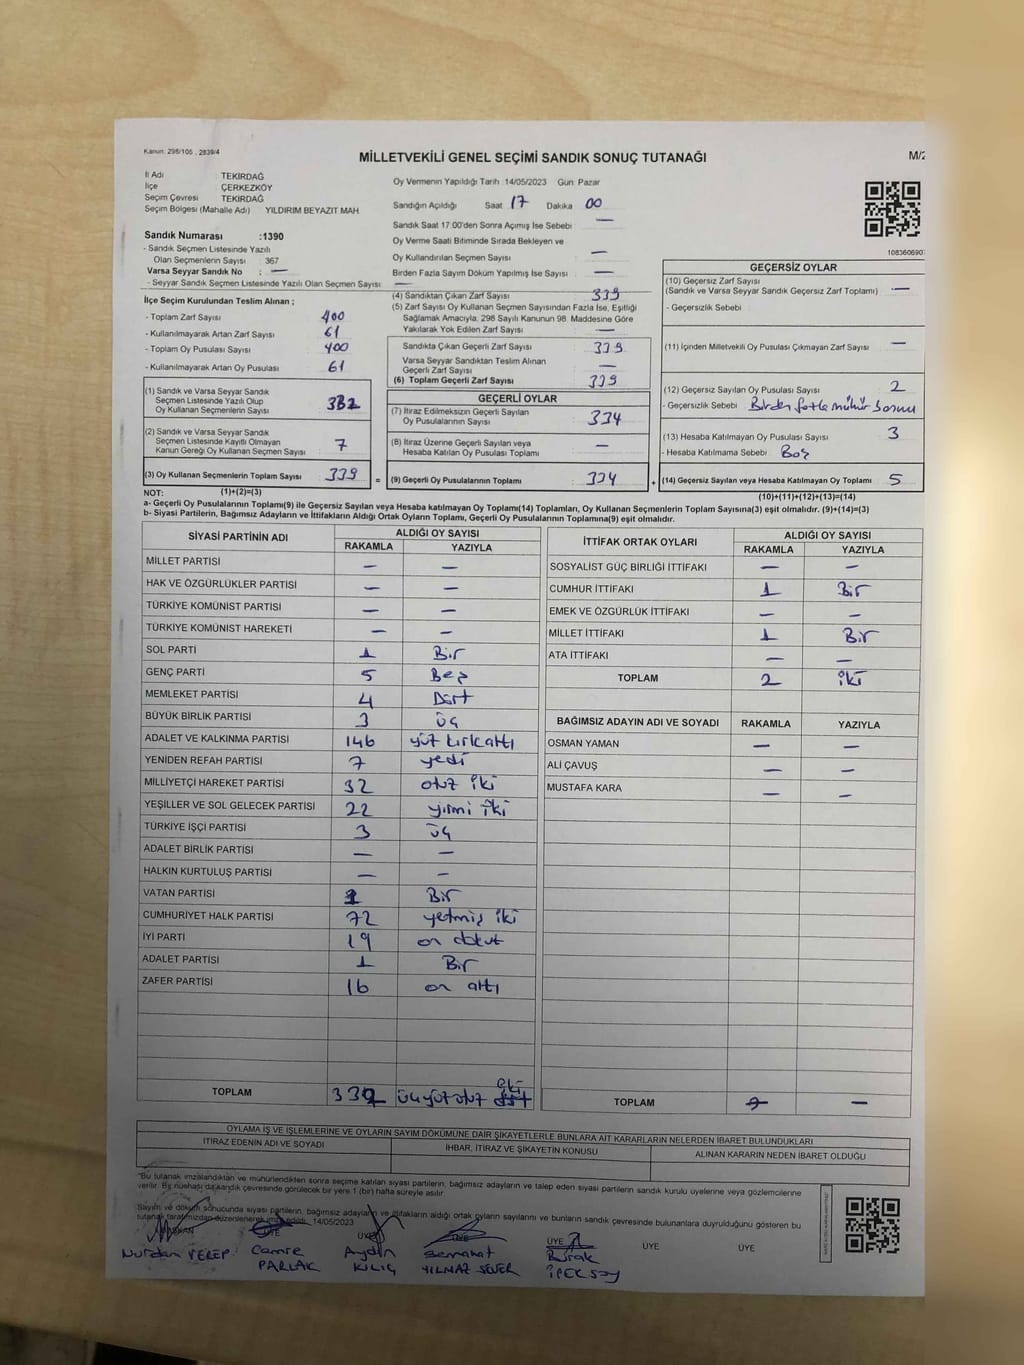 Kanun: 298/105 , 2839/4
MİLLETVEKİLİ GENEL SEÇİMİ SANDIK SONUÇ TUTANAĞI
M/2
İl Adı TEKİRDAĞ
İlçe ÇERKEZKÖY
Seçim Çevresi TEKİRDAĞ
Seçim Bölgesi (Mahalle Adı) YILDIRIM BEYAZIT MAH.
Oy Vermenin Yapıldığı Tarih :14/05/2023 Gün: Pazar
Sandığın Açıldığı Saat 17 Dakika 00
Sandık Saat 17:00'den Sonra Açımış İse Sebebi —
Oy Verme Saati Bitiminde Sırada Bekleyen ve
Oy Kullandırılan Seçmen Sayısı —
Birden Fazla Sayım Döküm Yapılmış İse Sayısı —
108360690
Sandık Numarası :1390
- Sandık Seçmen Listesinde Yazılı
Olan Seçmenlerin Sayısı : 367
Varsa Seyyar Sandık No : —
- Seyyar Sandık Seçmen Listesinde Yazılı Olan Seçmen Sayısı: —
İlçe Seçim Kurulundan Teslim Alınan ;
- Toplam Zarf Sayısı 400
- Kullanılmayarak Artan Zarf Sayısı 61
- Toplam Oy Pusulası Sayısı 400
- Kullanılmayarak Artan Oy Pusulası 61
(1) Sandık ve Varsa Seyyar Sandık
Seçmen Listesinde Yazılı Olup
Oy Kullanan Seçmenlerin Sayısı 332
(2) Sandık ve Varsa Seyyar Sandık
Seçmen Listesinde Kayıtlı Olmayan
Kanun Gereği Oy Kullanan Seçmen Sayısı 7
(3) Oy Kullanan Seçmenlerin Toplam Sayısı 339
(4) Sandıktan Çıkan Zarf Sayısı 339
(5) Zarf Sayısı Oy Kullanan Seçmen Sayısından Fazla İse, Eşitliği
Sağlamak Amacıyla, 298 Sayılı Kanunun 98. Maddesine Göre
Yakılarak Yok Edilen Zarf Sayısı —
Sandıkta Çıkan Geçerli Zarf Sayısı 339
Varsa Seyyar Sandıktan Teslim Alınan
Geçerli Zarf Sayısı —
(6) Toplam Geçerli Zarf Sayısı 339
GEÇERLİ OYLAR
(7) İtiraz Edilmeksizin Geçerli Sayılan
Oy Pusulalarının Sayısı 334
(8) İtiraz Üzerine Geçerli Sayılan veya
Hesaba Katılan Oy Pusulası Toplamı —
= (9) Geçerli Oy Pusulalarının Toplamı 334
GEÇERSİZ OYLAR
(10) Geçersiz Zarf Sayısı
(Sandık ve Varsa Seyyar Sandık Geçersiz Zarf Toplamı) —
- Geçersizlik Sebebi
(11) İçinden Milletvekili Oy Pusulası Çıkmayan Zarf Sayısı —
(12) Geçersiz Sayılan Oy Pusulası Sayısı 2
- Geçersizlik Sebebi Birden fazla mühür
(13) Hesaba Katılmayan Oy Pusulası Sayısı 3
- Hesaba Katılmama Sebebi Boş
+ (14) Geçersiz Sayılan veya Hesaba Katılmayan Oy Toplamı 5
NOT: (1)+(2)=(3) (10)+(11)+(12)+(13)=(14)
a- Geçerli Oy Pusulalarının Toplamı(9) ile Geçersiz Sayılan veya Hesaba katılmayan Oy Toplamı(14) Toplamları, Oy Kullanan Seçmenlerin Toplam Sayısına(3) eşit olmalıdır. (9)+(14)=(3)
b- Siyasi Partilerin, Bağımsız Adayların ve İttifakların Aldığı Ortak Oyların Toplamı, Geçerli Oy Pusulalarının Toplamına(9) eşit olmalıdır.
SİYASİ PARTİNİN ADI ALDIĞI OY SAYISI
RAKAMLA YAZIYLA
MİLLET PARTİSİ — —
HAK VE ÖZGÜRLÜKLER PARTİSİ — —
TÜRKİYE KOMÜNİST PARTİSİ — —
TÜRKİYE KOMÜNİST HAREKETİ — —
SOL PARTİ 1 Bir
GENÇ PARTİ 5 Beş
MEMLEKET PARTİSİ 4 Dört
BÜYÜK BİRLİK PARTİSİ 3 üç
ADALET VE KALKINMA PARTİSİ 146 yüz kırk altı
YENİDEN REFAH PARTİSİ 7 yedi
MİLLİYETÇİ HAREKET PARTİSİ 32 otuz iki
YEŞİLLER VE SOL GELECEK PARTİSİ 22 yirmi iki
TÜRKİYE İŞÇİ PARTİSİ 3 üç
ADALET BİRLİK PARTİSİ — —
HALKIN KURTULUŞ PARTİSİ — —
VATAN PARTİSİ 1 Bir
CUMHURİYET HALK PARTİSİ 72 yetmiş iki
İYİ PARTİ 19 on dokuz
ADALET PARTİSİ 1 Bir
ZAFER PARTİSİ 16 on altı
TOPLAM 332 üçyüz otuz iki
İTTİFAK ORTAK OYLARI ALDIĞI OY SAYISI
RAKAMLA YAZIYLA
SOSYALİST GÜÇ BİRLİĞİ İTTİFAKI — —
CUMHUR İTTİFAKI 1 Bir
EMEK VE ÖZGÜRLÜK İTTİFAKI — —
MİLLET İTTİFAKI 1 Bir
ATA İTTİFAKI — —
TOPLAM 2 iki
BAĞIMSIZ ADAYIN ADI VE SOYADI RAKAMLA YAZIYLA
OSMAN YAMAN — —
ALİ ÇAVUŞ — —
MUSTAFA KARA — —
TOPLAM —
OYLAMA İŞ VE İŞLEMLERİNE VE OYLARIN SAYIM DÖKÜMÜNE DAİR ŞİKAYETLERLE BUNLARA AİT KARARLARIN NELERDEN İBARET BULUNDUKLARI
İTİRAZ EDENİN ADI VE SOYADI İHBAR, İTİRAZ VE ŞİKAYETİN KONUSU ALINAN KARARIN NEDEN İBARET OLDUĞU
"Bu tutanak imzalandıktan ve mühürlendikten sonra seçime katılan siyasi partilerin, bağımsız adayların ve talep eden siyasi partilerin sandık kurulu üyelerine veya gözlemcilerine
verilir. Bir nüshası da sandık çevresinde görülecek bir yere 1 (bir) hafta süreyle asılır.
Sayım ve döküm sonucunda siyasi partilerin, bağımsız adayların ve ittifakların aldığı ortak oyların sayılarını ve bunların sandık çevresinde bulunanlara duyrulduğunu gösteren bu
tutanak tarafımızdan düzenlenerek imzalandı. 14/05/2023
BAŞKAN ÜYE ÜYE ÜYE ÜYE ÜYE ÜYE
Nurdan Cemre Aydın Semahat Burak
PARLAK KILIÇ YILMAZ SEVER İPEKSOY